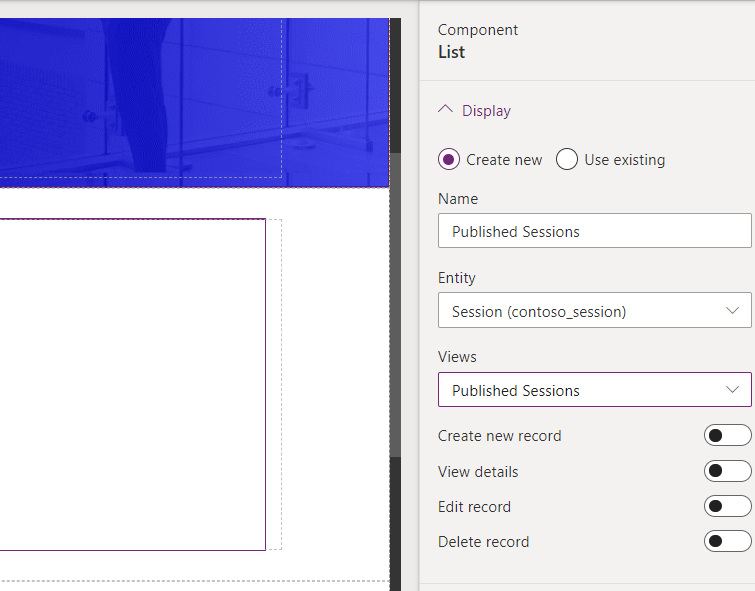 Component
List
Display
Create new
Use existing
Name
Published Sessions
Entity
Session (contoso_session)
Views
Published Sessions
Create new record
View details
Edit record
Delete record